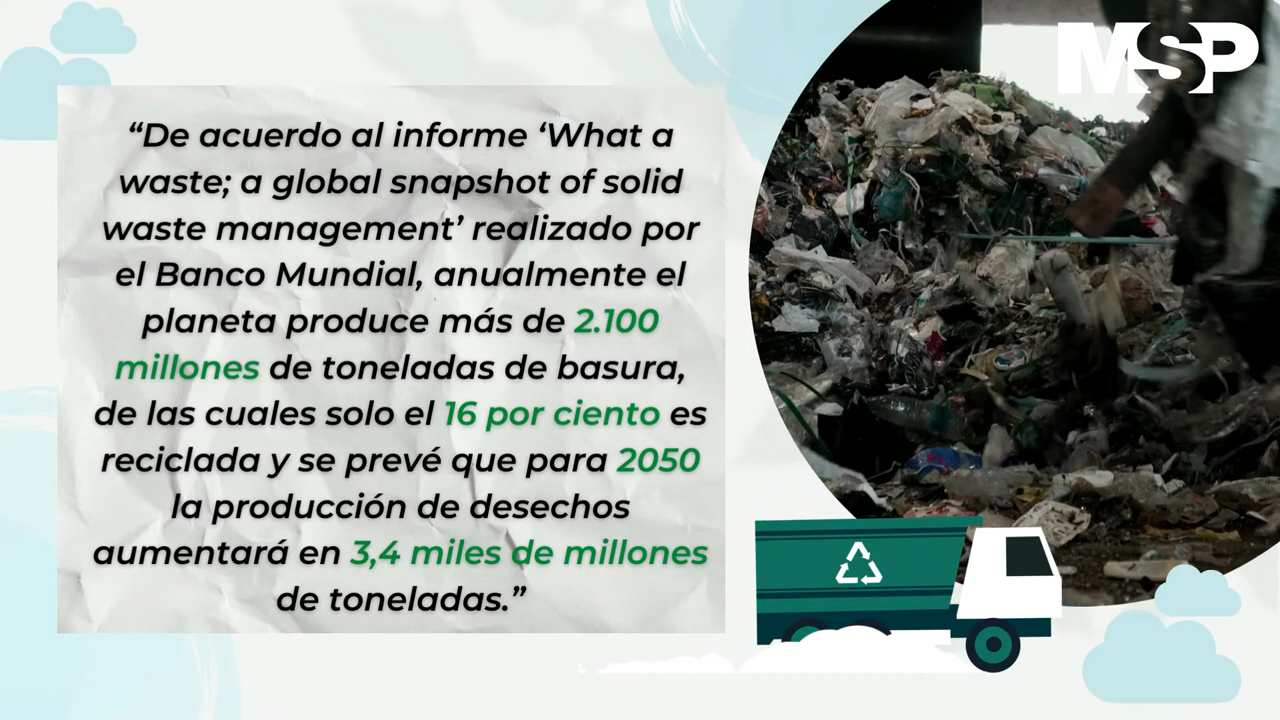 MSP
“De acuerdo al informe ‘What a
waste; a global snapshot of solid
waste management’ realizado por
el Banco Mundial, anualmente el
planeta produce más de 2.100
millones de toneladas de basura,
de las cuales solo el 16 por ciento es
reciclada y se prevé que para 2050
la producción de desechos
aumentará en 3,4 miles de millones
de toneladas.”